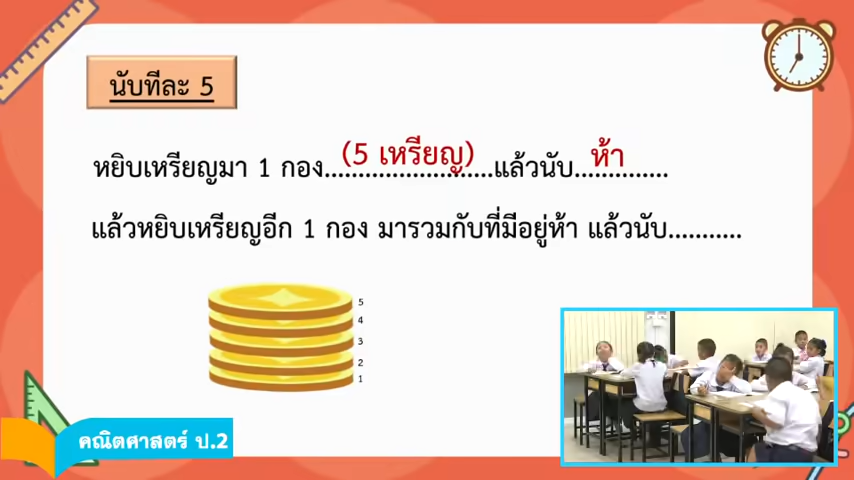 นับทีละ 5
หยิบเหรียญมา 1 กอง.........(5 เหรียญ).........แล้วนับ....ห้า.......
แล้วหยิบเหรียญอีก 1 กอง มารวมกับที่มีอยู่ห้า แล้วนับ...........
5
4
3
2
1
คณิตศาสตร์ ป.2